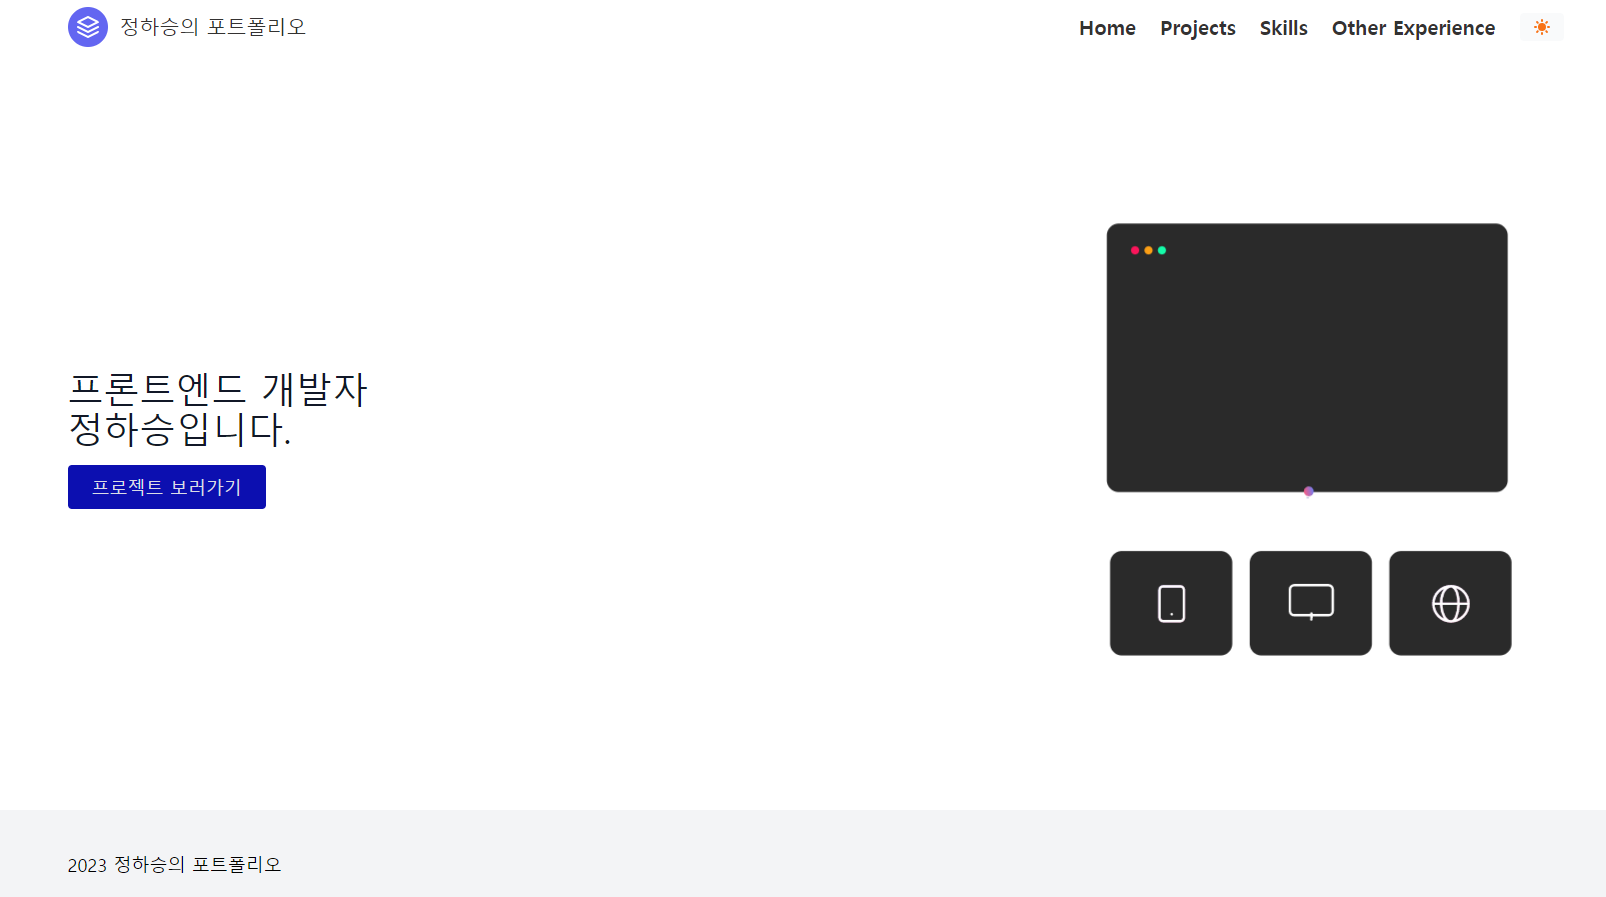 정하승의 포트폴리오
Home Projects Skills Other Experience
프론트엔드 개발자
정하승입니다.
프로젝트 보러가기
2023 정하승의 포트폴리오